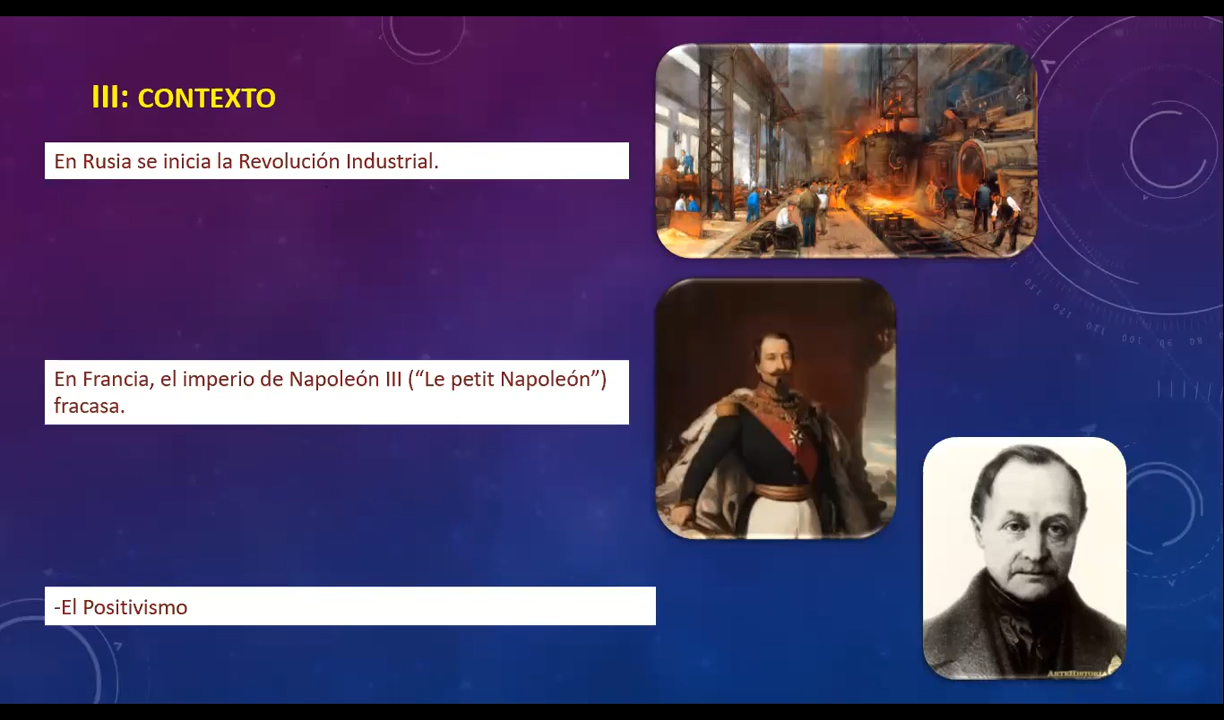 III: CONTEXTO
En Rusia se inicia la Revolución Industrial.
En Francia, el imperio de Napoleón III (“Le petit Napoleón”)
fracasa.
-El Positivismo
ARTEHISTORIA